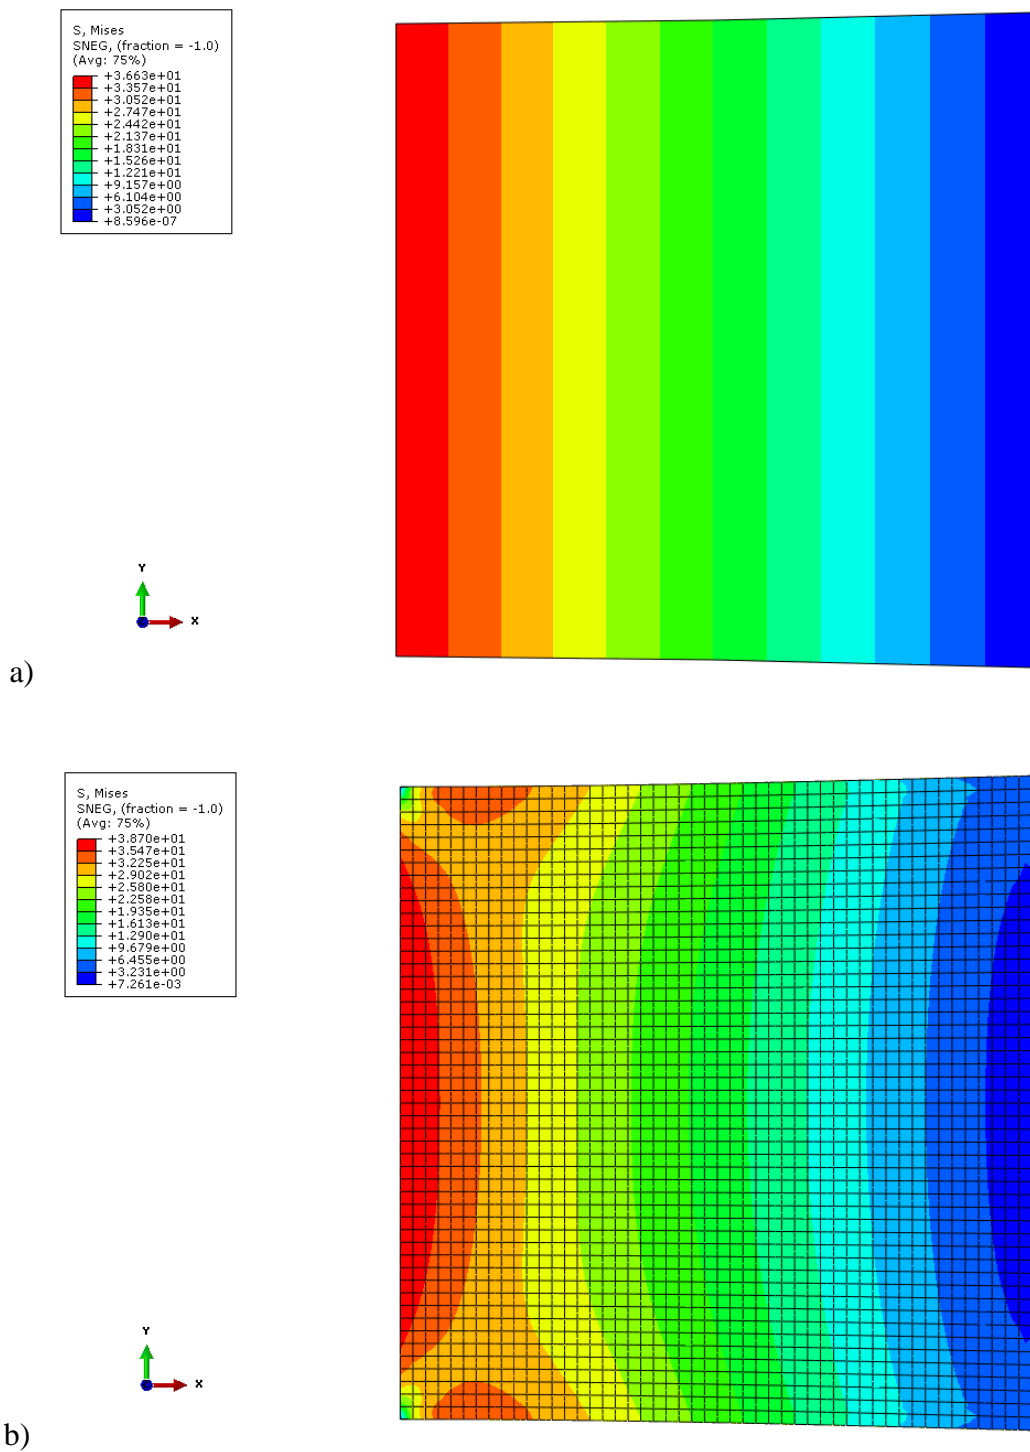 S, Mises
SNEG, (fraction = -1.0)
(Avg: 75%)
+3.663e+01
+3.357e+01
+3.052e+01
+2.747e+01
+2.442e+01
+2.137e+01
+1.831e+01
+1.526e+01
+1.221e+01
+9.157e+00
+6.104e+00
+3.052e+00
+8.596e-07
Y
X
a)
S, Mises
SNEG, (fraction = -1.0)
(Avg: 75%)
+3.870e+01
+3.547e+01
+3.225e+01
+2.902e+01
+2.580e+01
+2.258e+01
+1.935e+01
+1.613e+01
+1.290e+01
+9.679e+00
+6.455e+00
+3.231e+00
+7.261e-03
Y
X
b)